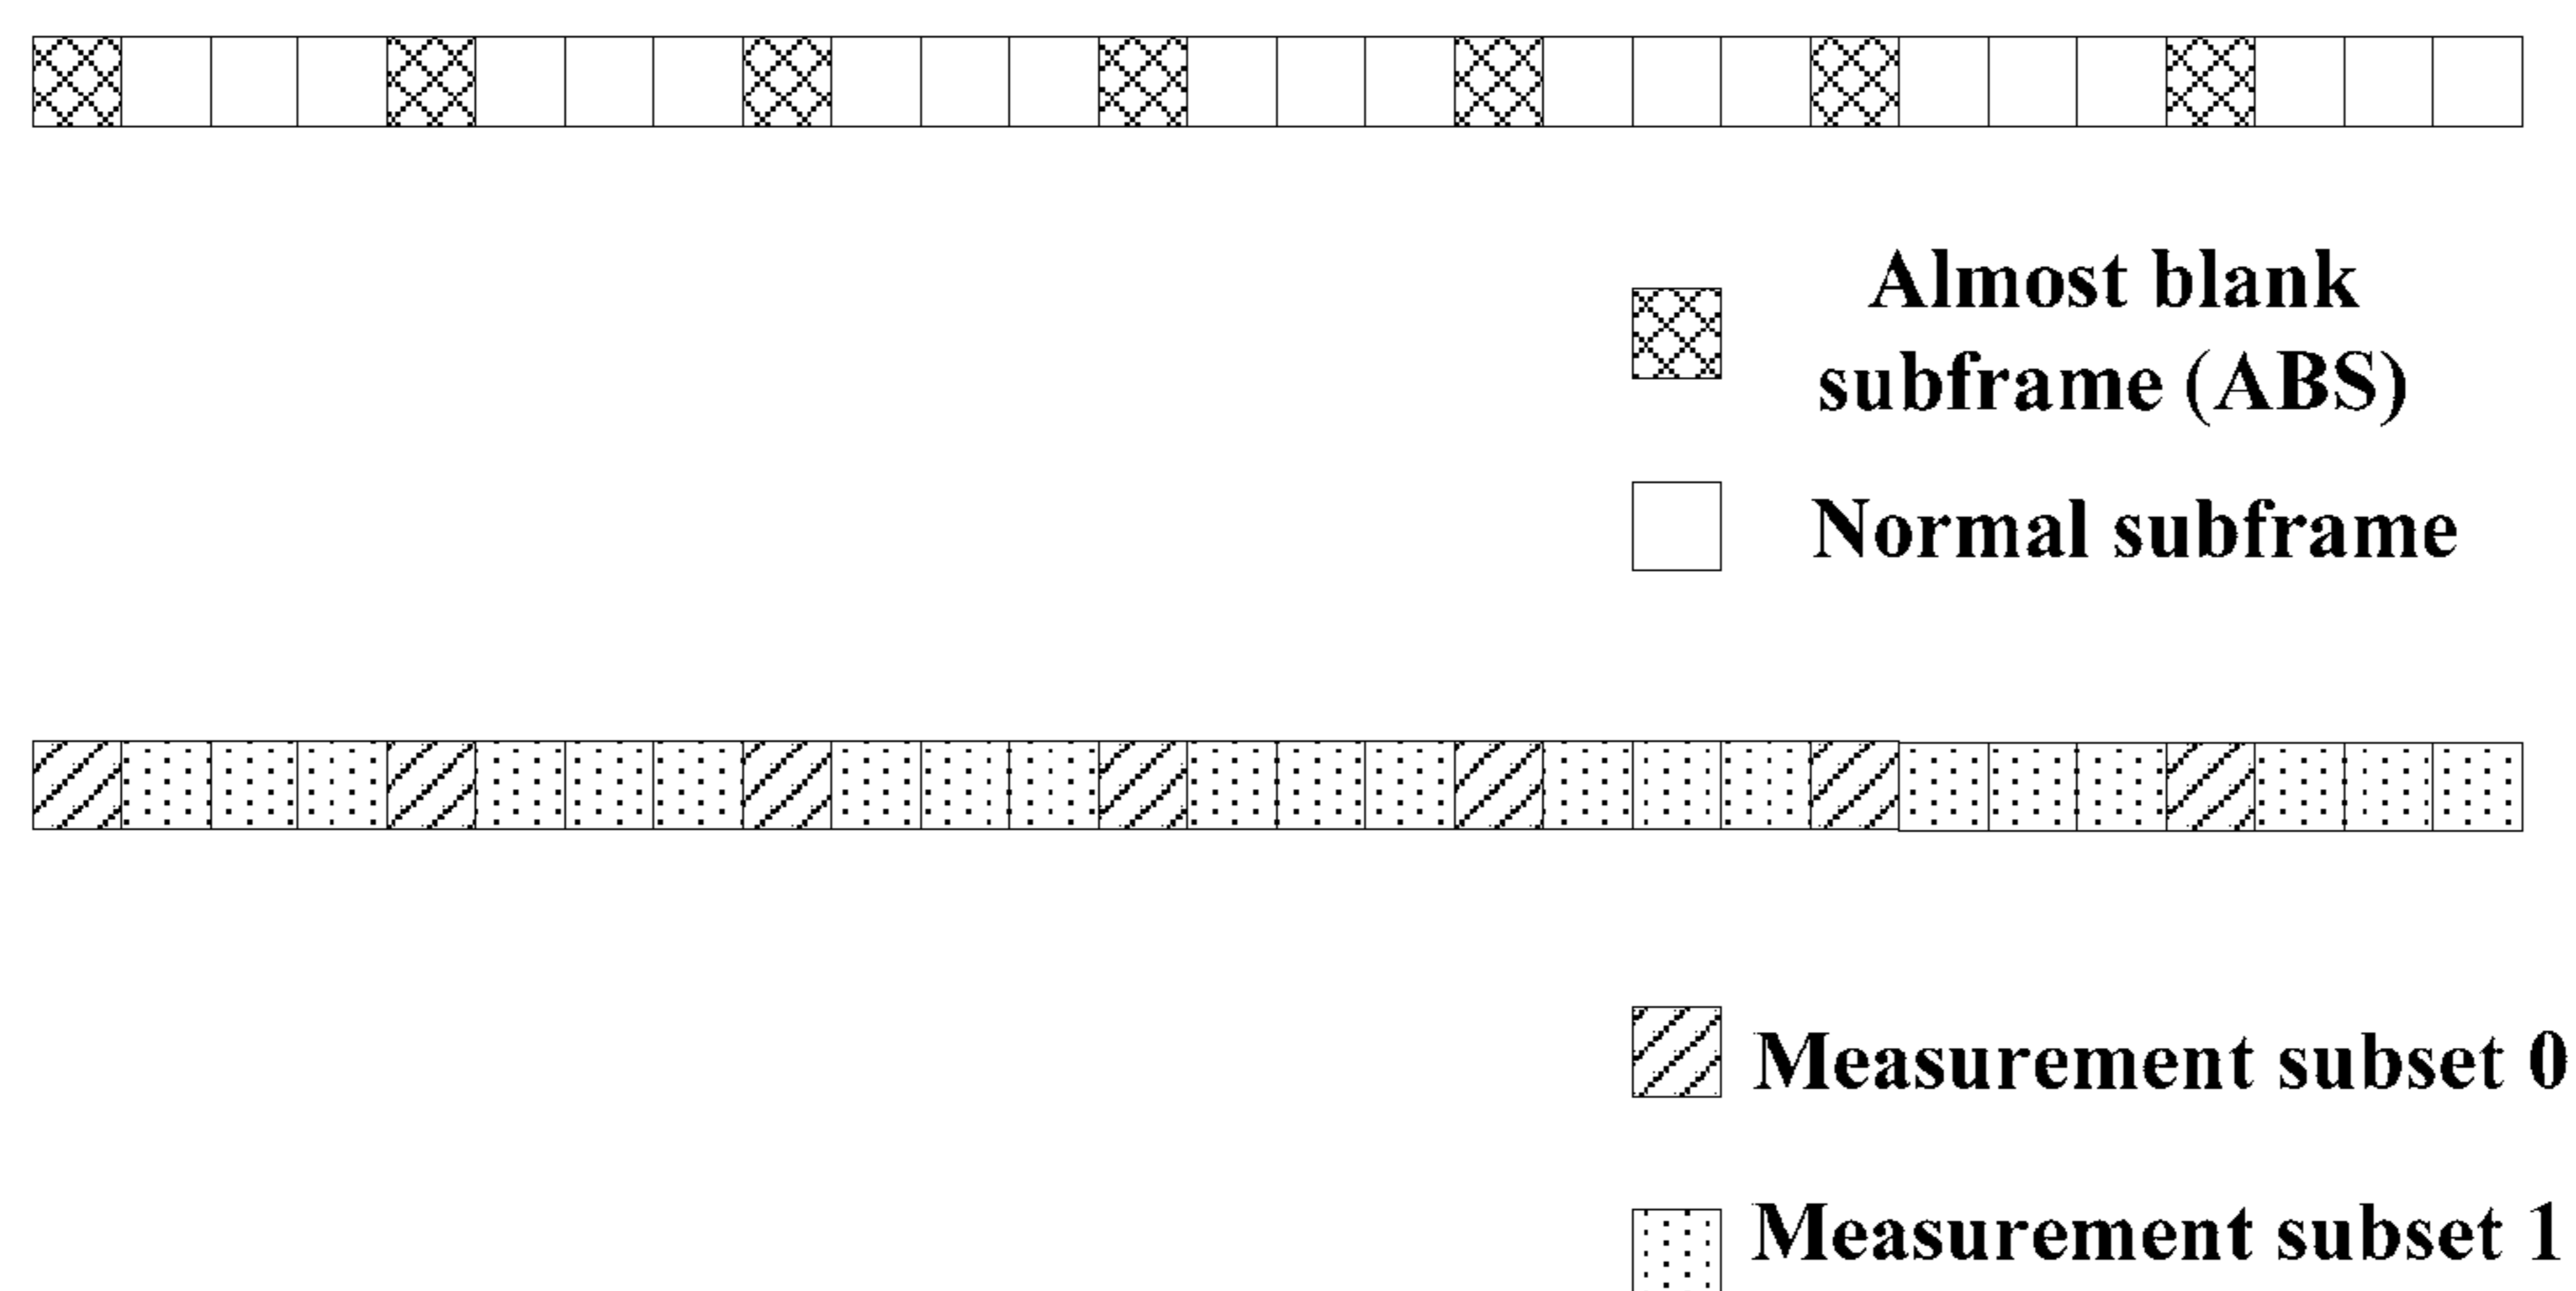 Almost blank
subframe (ABS)
Normal subframe
Measurement subset 0
Measurement subset 1